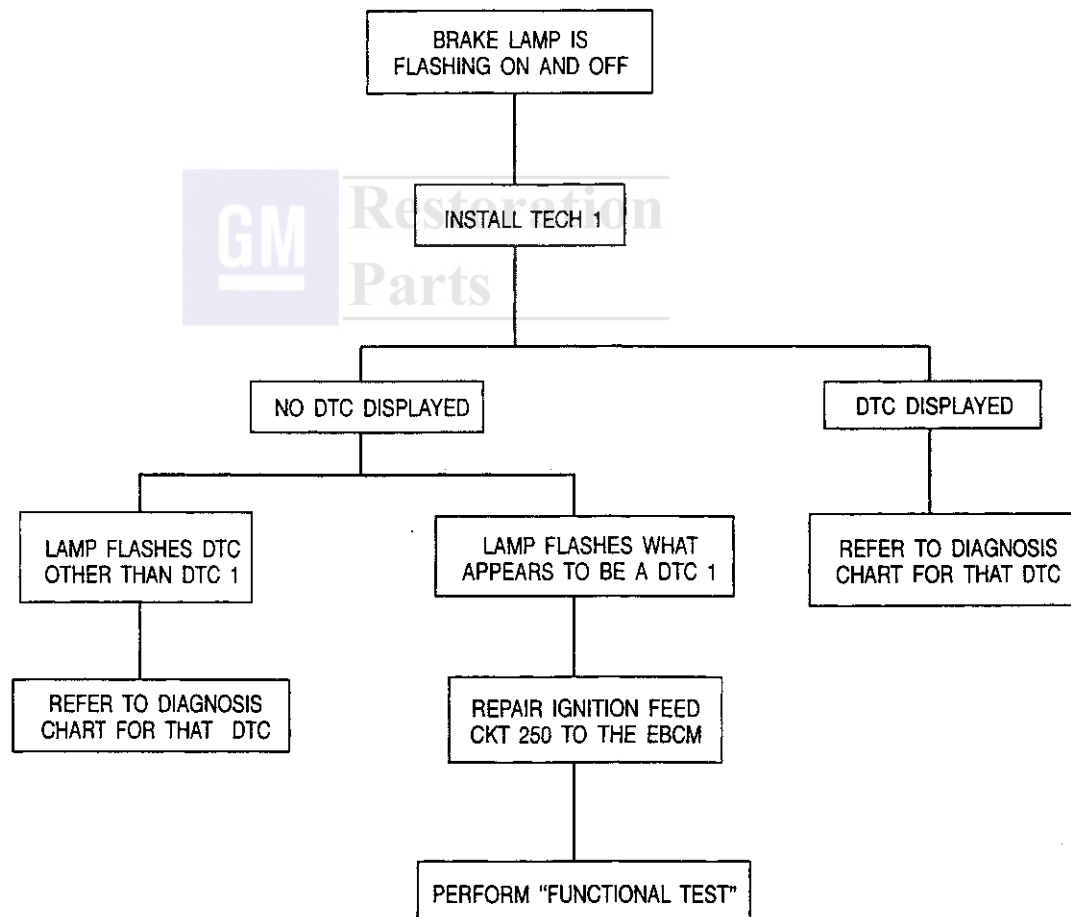 BRAKE LAMP IS
FLASHING ON AND OFF
GM
Restoration
Parts
INSTALL TECH 1
NO DTC DISPLAYED
DTC DISPLAYED
LAMP FLASHES DTC
OTHER THAN DTC 1
LAMP FLASHES WHAT
APPEARS TO BE A DTC 1
REFER TO DIAGNOSIS
CHART FOR THAT DTC
REFER TO DIAGNOSIS
CHART FOR THAT DTC
REPAIR IGNITION FEED
CKT 250 TO THE EBCM
PERFORM "FUNCTIONAL TEST"